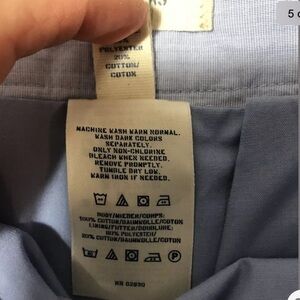 5
POLYESTER
20%
COTTON/
COTON
MACHINE WASH WARM NORMAL.
WASH DARK COLORS
SEPARATELY.
ONLY NON-CHLORINE
BLEACH WHEN NEEDED.
REMOVE PROMPTLY.
TUMBLE DRY LOW.
WARM IRON IF NEEDED.
BODY/MIEDER/CORPS:
100% COTTON/BAUMWOLLE/COTON
LINING/FUTTER/DOUBLURE:
80% POLYESTER/
20% COTTON/BAUMWOLLE/COTON
RN 02890